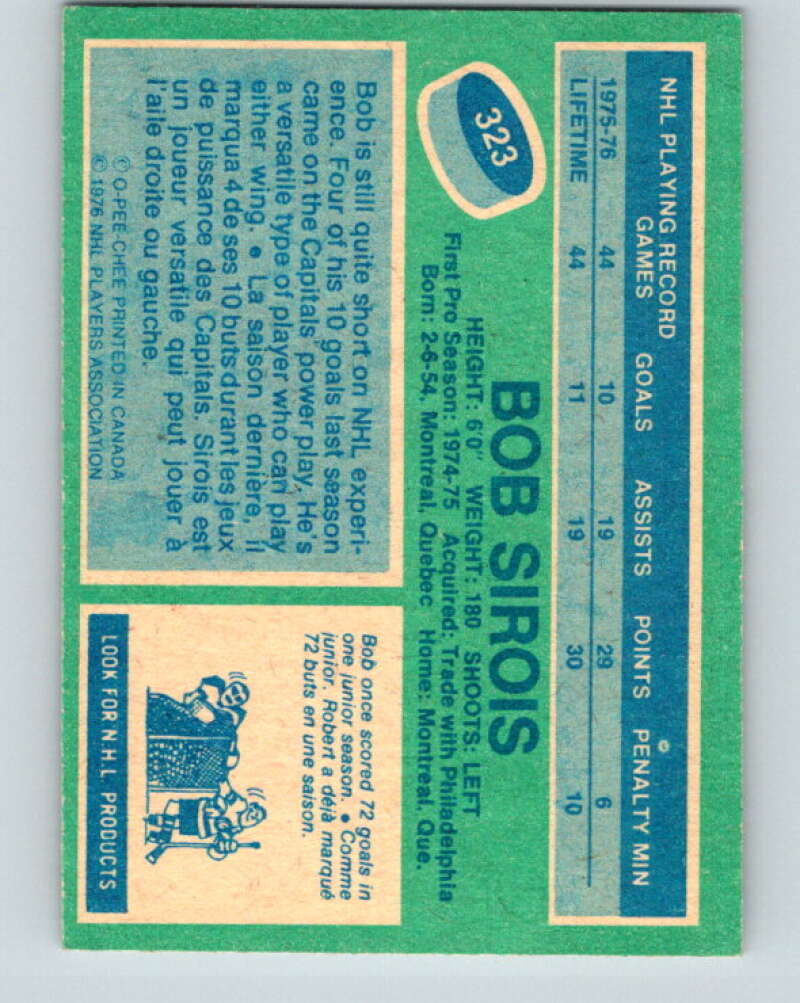 NHL PLAYING RECORD
GAMES GOALS ASSISTS POINTS PENALTY MIN
1975-76 44 10 19 29 6
LIFETIME 44 11 19 30 10
323
BOB SIROIS
HEIGHT: 6'0" WEIGHT: 180 SHOOTS: LEFT
First Pro Season: 1974-75 Acquired: Trade with Philadelphia
Born: 2-6-54, Montreal, Quebec Home: Montreal, Que.
Bob is still quite short on NHL experi-
ence. Four of his 10 goals last season
came on the Capitals' power play. He's
a versatile type of player who can play
either wing. • La saison dernière, il
marqua 4 de ses 10 buts durant les jeux
de puissance des Capitals. Sirois est
un joueur versatile qui peut jouer à
l'aile droite ou gauche.
© O-PEE-CHEE PRINTED IN CANADA
© 1976 NHL PLAYERS ASSOCIATION
Bob once scored 72 goals in
one junior season. • Comme
junior, Robert a déjà marqué
72 buts en une saison.
LOOK FOR N.H.L PRODUCTS